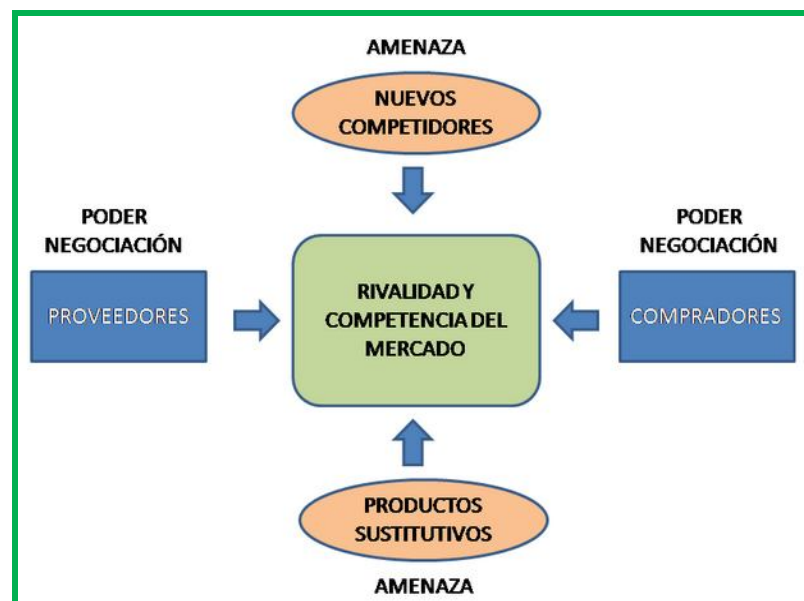 AMENAZA
NUEVOS
COMPETIDORES
PODER
NEGOCIACIÓN
PROVEEDORES
RIVALIDAD Y
COMPETENCIA DEL
MERCADO
PODER
NEGOCIACIÓN
COMPRADORES
PRODUCTOS
SUSTITUTIVOS
AMENAZA